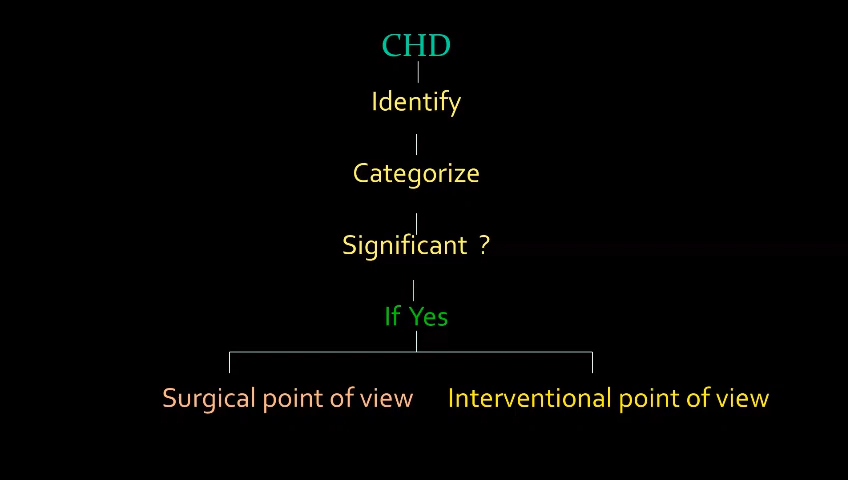 CHD
Identify
Categorize
Significant ?
If Yes
Surgical point of view
Interventional point of view